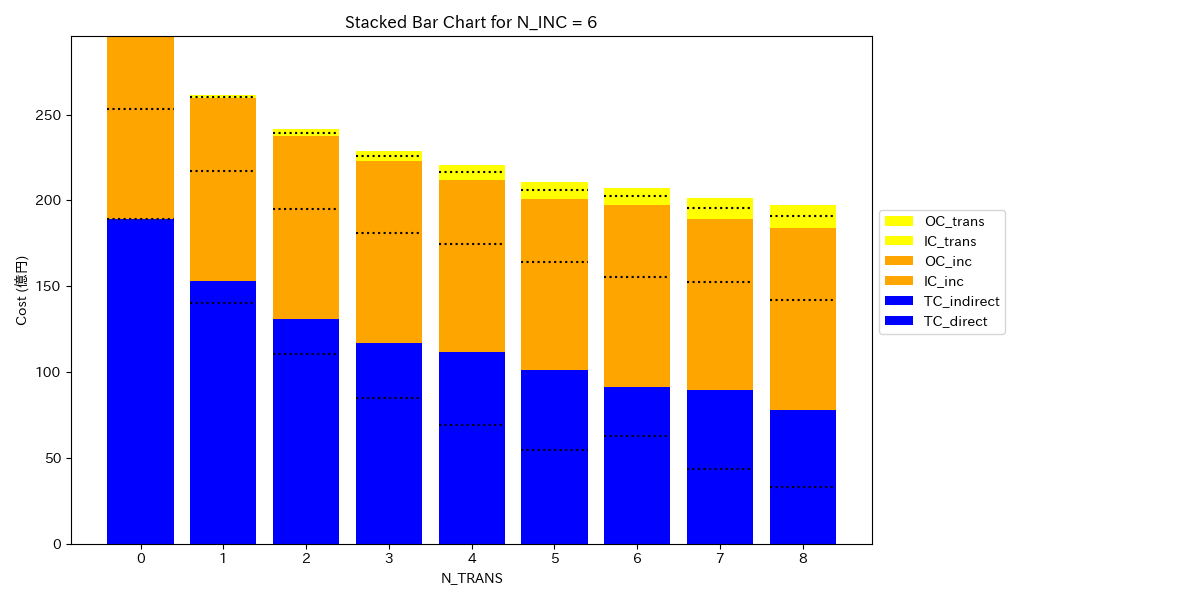 Stacked Bar Chart for N_INC = 6
Cost (億円)
250
200
150
100
50
0
0 1 2 3 4 5 6 7 8
N_TRANS
OC_trans
IC_trans
OC_inc
IC_inc
TC_indirect
TC_direct